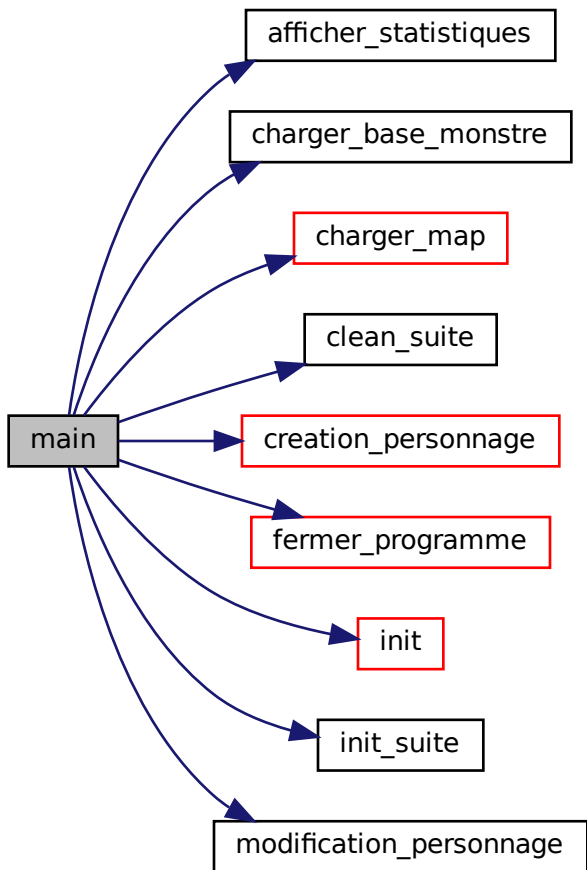 afficher_statistiques
charger_base_monstre
charger_map
clean_suite
main
creation_personnage
fermer_programme
init
init_suite
modification_personnage